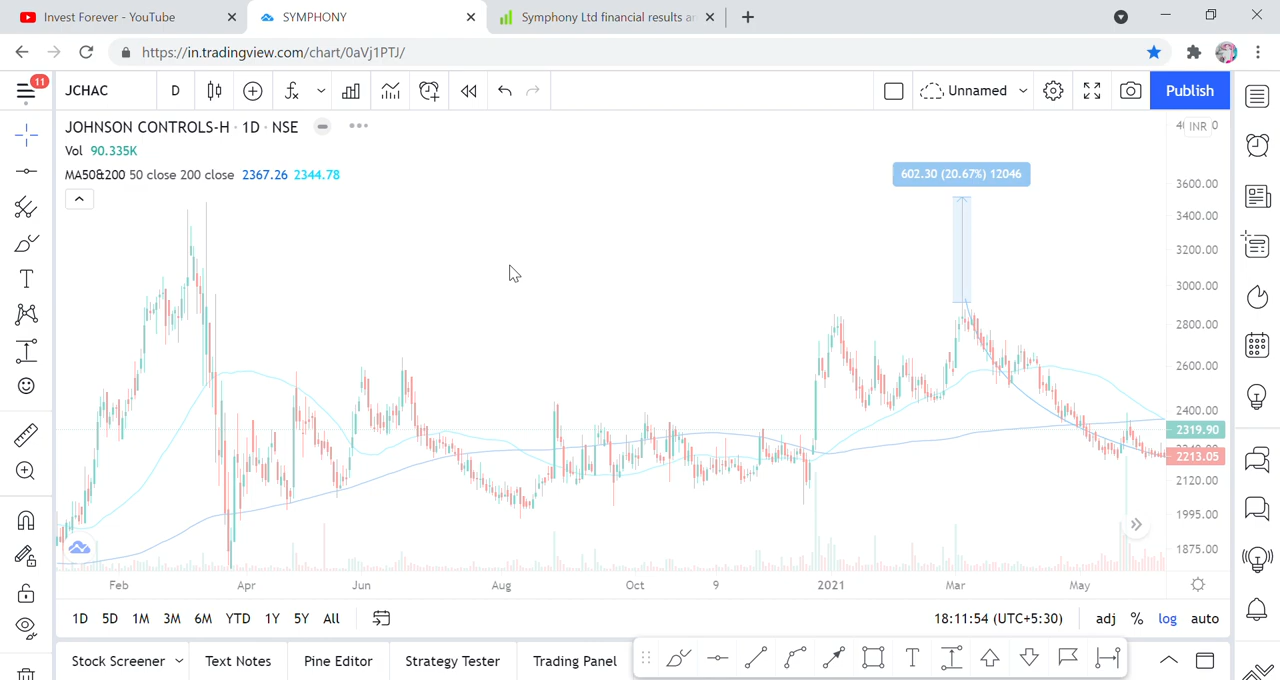 Invest Forever - YouTube
SYMPHONY
Symphony Ltd financial results a
https://in.tradingview.com/chart/0aVj1PTJ/
11
JCHAC
D
Unnamed
Publish
JOHNSON CONTROLS-H · 1D · NSE
Vol 90.335K
MA50&200 50 close 200 close 2367.26 2344.78
602.30 (20.67%) 12046
INR
3600.00
3400.00
3200.00
3000.00
2800.00
2600.00
2400.00
2319.90
2213.05
2120.00
1995.00
1875.00
Feb Apr Jun Aug Oct 9 2021 Mar May
1D 5D 1M 3M 6M YTD 1Y 5Y All
18:11:54 (UTC+5:30)
adj % log auto
Stock Screener
Text Notes
Pine Editor
Strategy Tester
Trading Panel
T